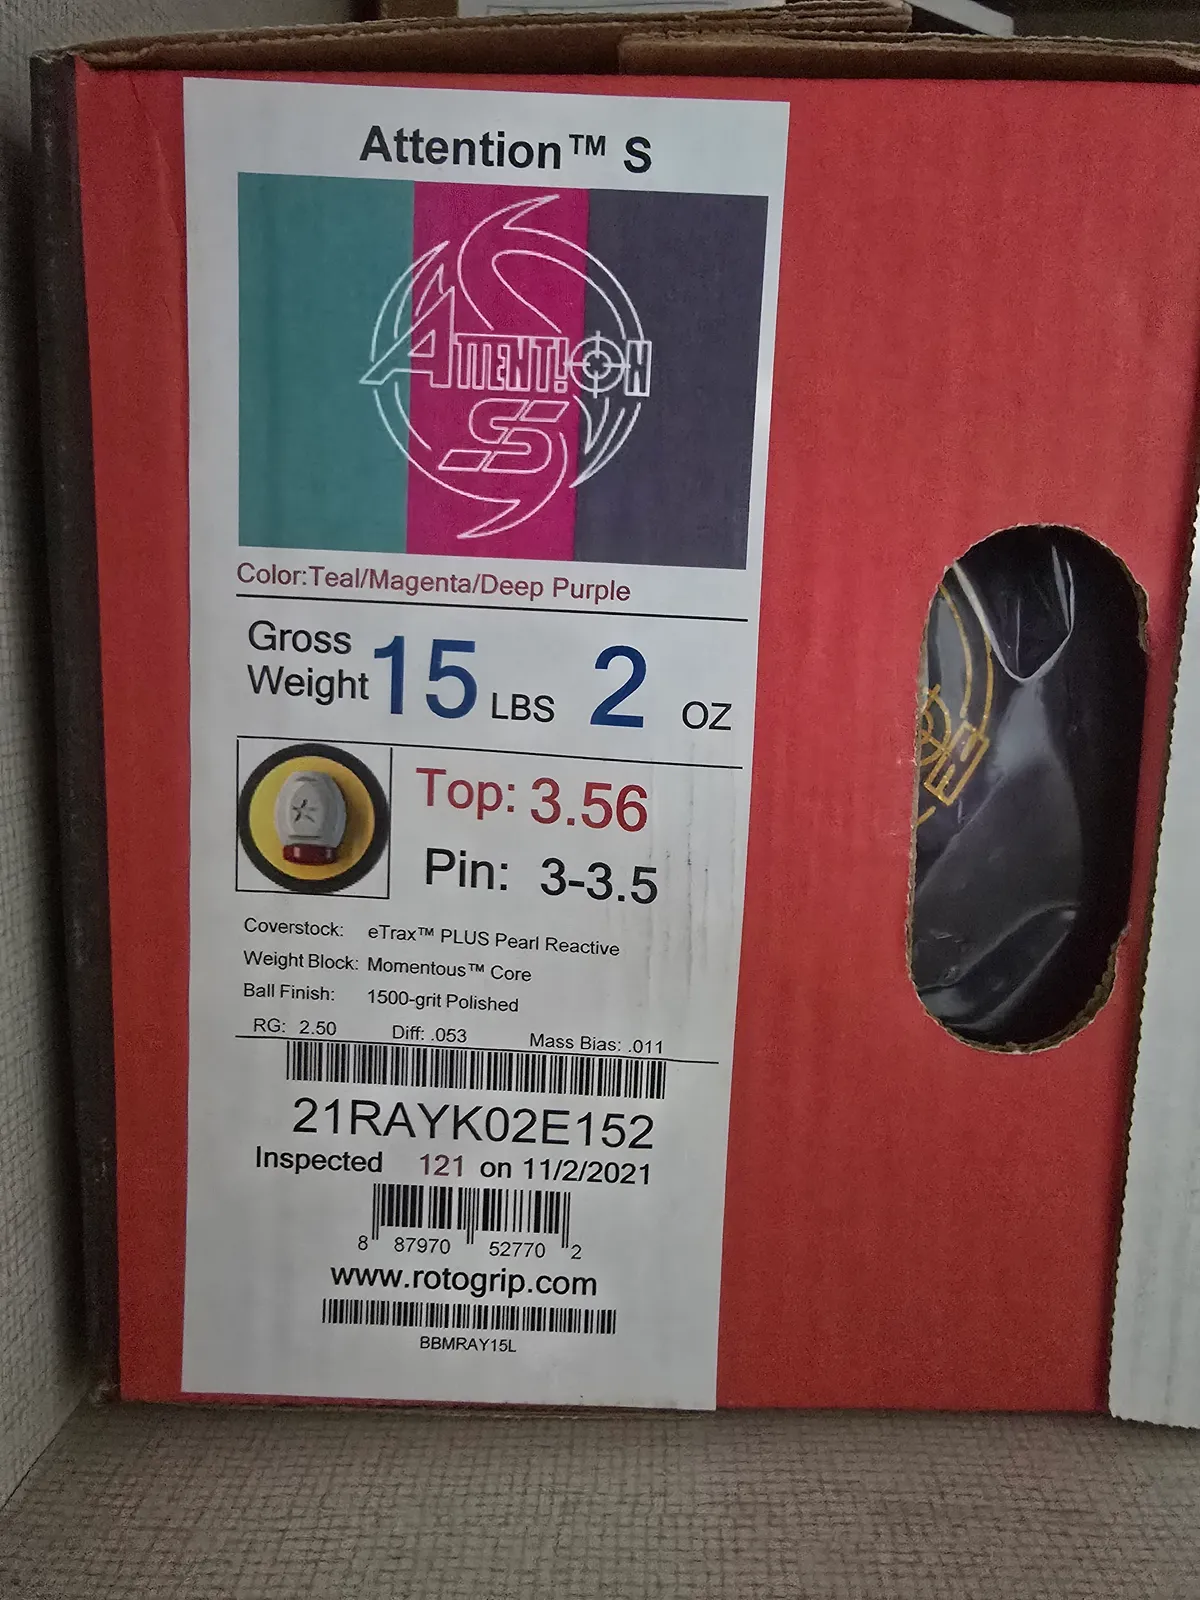 Attention™ S
ATTENT!ON
S
Color:Teal/Magenta/Deep Purple
Gross Weight 15 LBS 2 OZ
Top: 3.56
Pin: 3-3.5
Coverstock: eTrax™ PLUS Pearl Reactive
Weight Block: Momentous™ Core
Ball Finish: 1500-grit Polished
RG: 2.50 Diff: .053 Mass Bias: .011
21RAYK02E152
Inspected 121 on 11/2/2021
8 87970 52770 2
www.rotogrip.com
BBMRAY15L
N